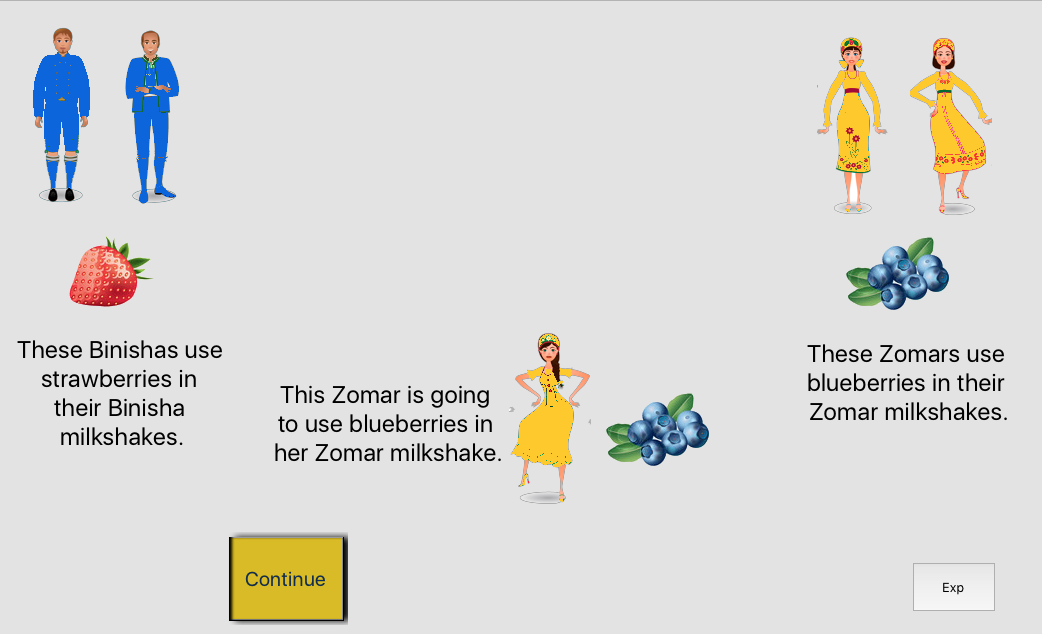 These Binishas use
strawberries in
their Binisha
milkshakes.
This Zomar is going
to use blueberries in
her Zomar milkshake.
These Zomars use
blueberries in their
Zomar milkshakes.
Continue
Exp